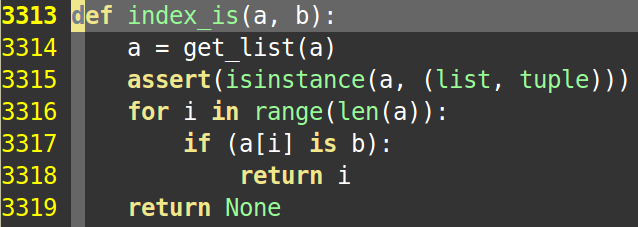 3313 def index_is(a, b):
3314     a = get_list(a)
3315     assert(isinstance(a, (list, tuple)))
3316     for i in range(len(a)):
3317         if (a[i] is b):
3318             return i
3319     return None